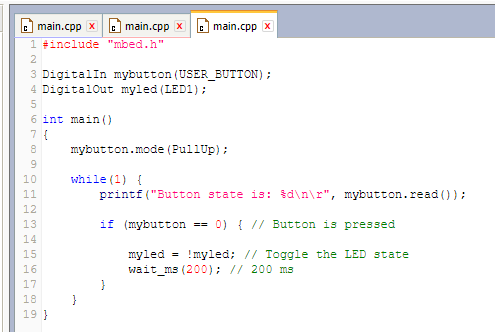 main.cpp x main.cpp x main.cpp x
1 #include "mbed.h"
2
3 DigitalIn mybutton(USER_BUTTON);
4 DigitalOut myled(LED1);
5
6 int main()
7 {
8     mybutton.mode(PullUp);
9
10     while(1) {
11         printf("Button state is: %d\n\r", mybutton.read());
12
13         if (mybutton == 0) { // Button is pressed
14
15             myled = !myled; // Toggle the LED state
16             wait_ms(200); // 200 ms
17         }
18     }
19 }